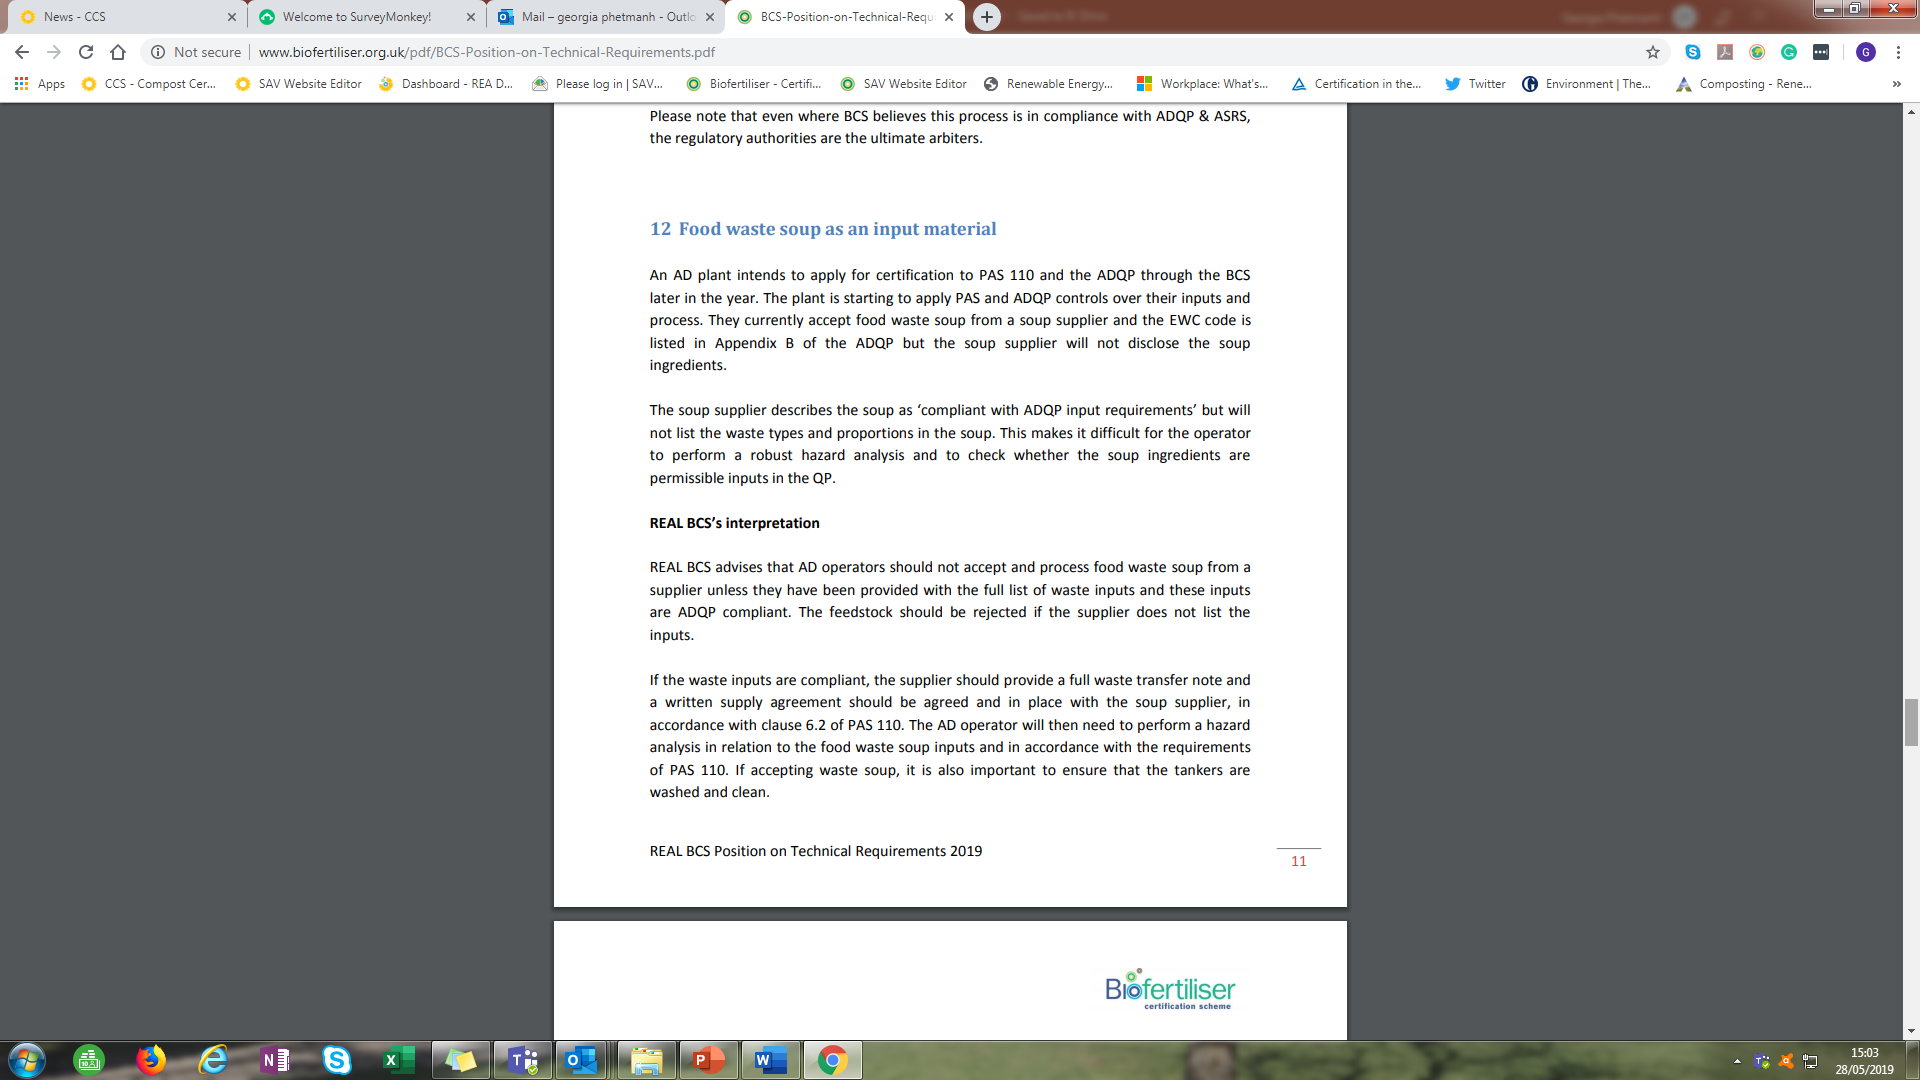 News - CCS
Welcome to SurveyMonkey!
Mail – georgia phetmanh - Outlo
BCS-Position-on-Technical-Requ
Not secure
www.biofertiliser.org.uk/pdf/BCS-Position-on-Technical-Requirements.pdf
G
Apps
CCS - Compost Cer...
SAV Website Editor
Dashboard - REA D...
Please log in | SAV...
Biofertiliser - Certifi...
SAV Website Editor
Renewable Energy...
Workplace: What's...
Certification in the...
Twitter
Environment | The...
Composting - Rene...
Please note that even where BCS believes this process is in compliance with ADQP & ASRS,
the regulatory authorities are the ultimate arbiters.
12 Food waste soup as an input material
An AD plant intends to apply for certification to PAS 110 and the ADQP through the BCS
later in the year. The plant is starting to apply PAS and ADQP controls over their inputs and
process. They currently accept food waste soup from a soup supplier and the EWC code is
listed in Appendix B of the ADQP but the soup supplier will not disclose the soup
ingredients.
The soup supplier describes the soup as ‘compliant with ADQP input requirements’ but will
not list the waste types and proportions in the soup. This makes it difficult for the operator
to perform a robust hazard analysis and to check whether the soup ingredients are
permissible inputs in the QP.
REAL BCS’s interpretation
REAL BCS advises that AD operators should not accept and process food waste soup from a
supplier unless they have been provided with the full list of waste inputs and these inputs
are ADQP compliant. The feedstock should be rejected if the supplier does not list the
inputs.
If the waste inputs are compliant, the supplier should provide a full waste transfer note and
a written supply agreement should be agreed and in place with the soup supplier, in
accordance with clause 6.2 of PAS 110. The AD operator will then need to perform a hazard
analysis in relation to the food waste soup inputs and in accordance with the requirements
of PAS 110. If accepting waste soup, it is also important to ensure that the tankers are
washed and clean.
REAL BCS Position on Technical Requirements 2019
11
Biofertiliser
certification scheme
15:03
28/05/2019